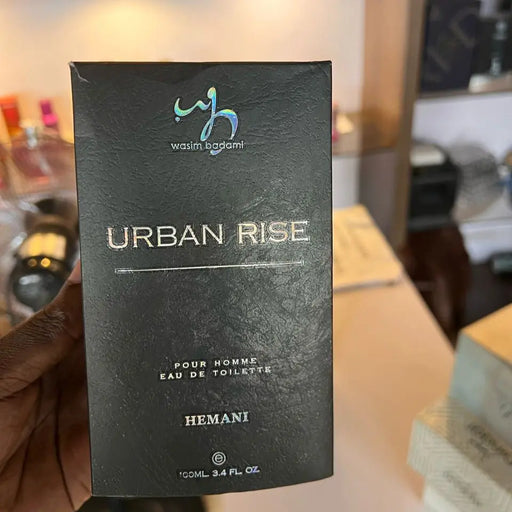 wasim badami
URBAN RISE
POUR HOMME
EAU DE TOILETTE
HEMANI
e
100ML. 3.4 FL. OZ.